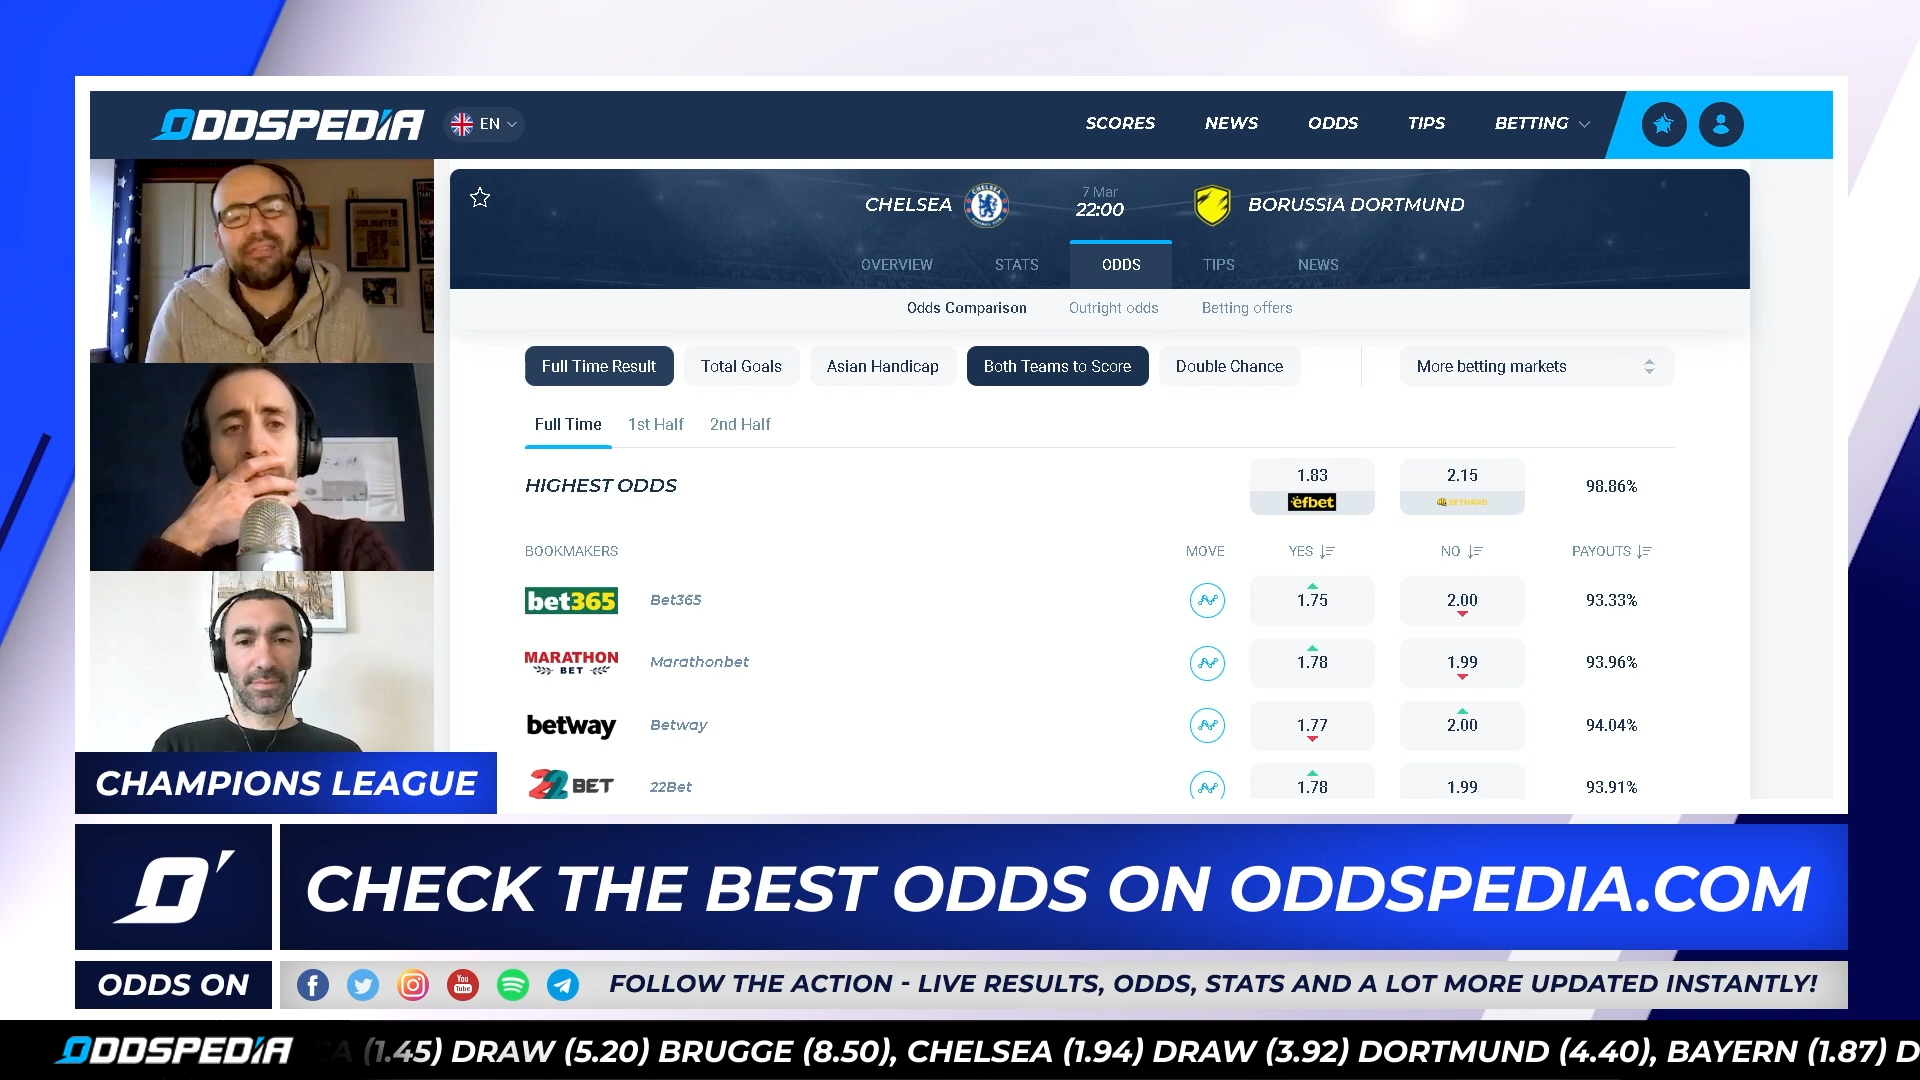 ODDSPEDIA EN SCORES NEWS ODDS TIPS BETTING
CHELSEA 7 Mar 22:00 BORUSSIA DORTMUND
OVERVIEW STATS ODDS TIPS NEWS
Odds Comparison Outright odds Betting offers
Full Time Result Total Goals Asian Handicap Both Teams to Score Double Chance More betting markets
Full Time 1st Half 2nd Half
HIGHEST ODDS 1.83 2.15 98.86%
efbet BETHARD
BOOKMAKERS MOVE YES NO PAYOUTS
bet365 Bet365 1.75 2.00 93.33%
MARATHON BET Marathonbet 1.78 1.99 93.96%
betway Betway 1.77 2.00 94.04%
22BET 22Bet 1.78 1.99 93.91%
CHAMPIONS LEAGUE
CHECK THE BEST ODDS ON ODDSPEDIA.COM
ODDS ON You Tube FOLLOW THE ACTION - LIVE RESULTS, ODDS, STATS AND A LOT MORE UPDATED INSTANTLY!
ODDSPEDIA CA (1.45) DRAW (5.20) BRUGGE (8.50), CHELSEA (1.94) DRAW (3.92) DORTMUND (4.40), BAYERN (1.87) D